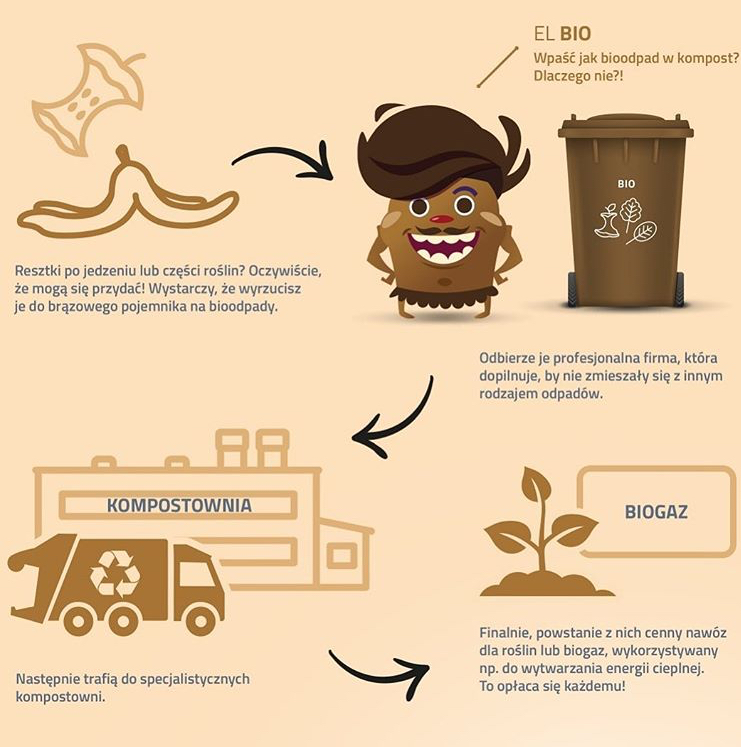 EL BIO
Wpaść jak bioodpad w kompost?
Dlaczego nie?!
BIO
Resztki po jedzeniu lub części roślin? Oczywiście,
że mogą się przydać! Wystarczy, że wyrzucisz
je do brązowego pojemnika na bioodpady.
Odbierze je profesjonalna firma, która
dopilnuje, by nie zmieszały się z innym
rodzajem odpadów.
KOMPOSTOWNIA
Następnie trafią do specjalistycznych
kompostowni.
BIOGAZ
Finalnie, powstanie z nich cenny nawóz
dla roślin lub biogaz, wykorzystywany
np. do wytwarzania energii cieplnej.
To opłaca się każdemu!